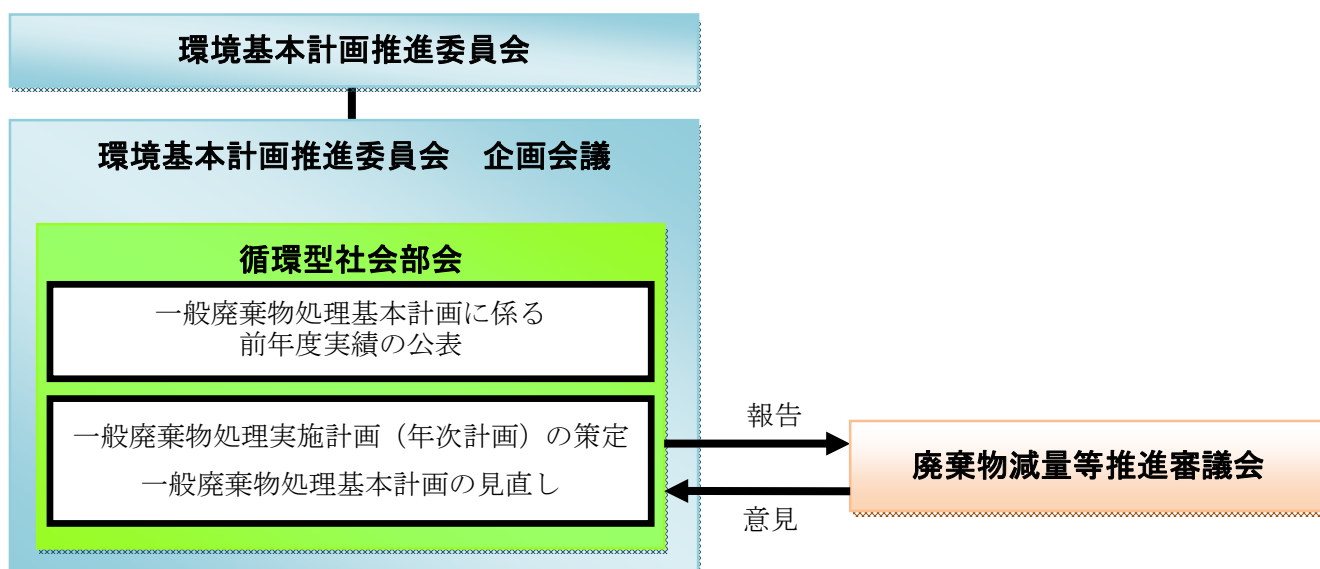 環境基本計画推進委員会
環境基本計画推進委員会　企画会議
循環型社会部会
一般廃棄物処理基本計画に係る
前年度実績の公表
一般廃棄物処理実施計画（年次計画）の策定
一般廃棄物処理基本計画の見直し
報告
意見
廃棄物減量等推進審議会